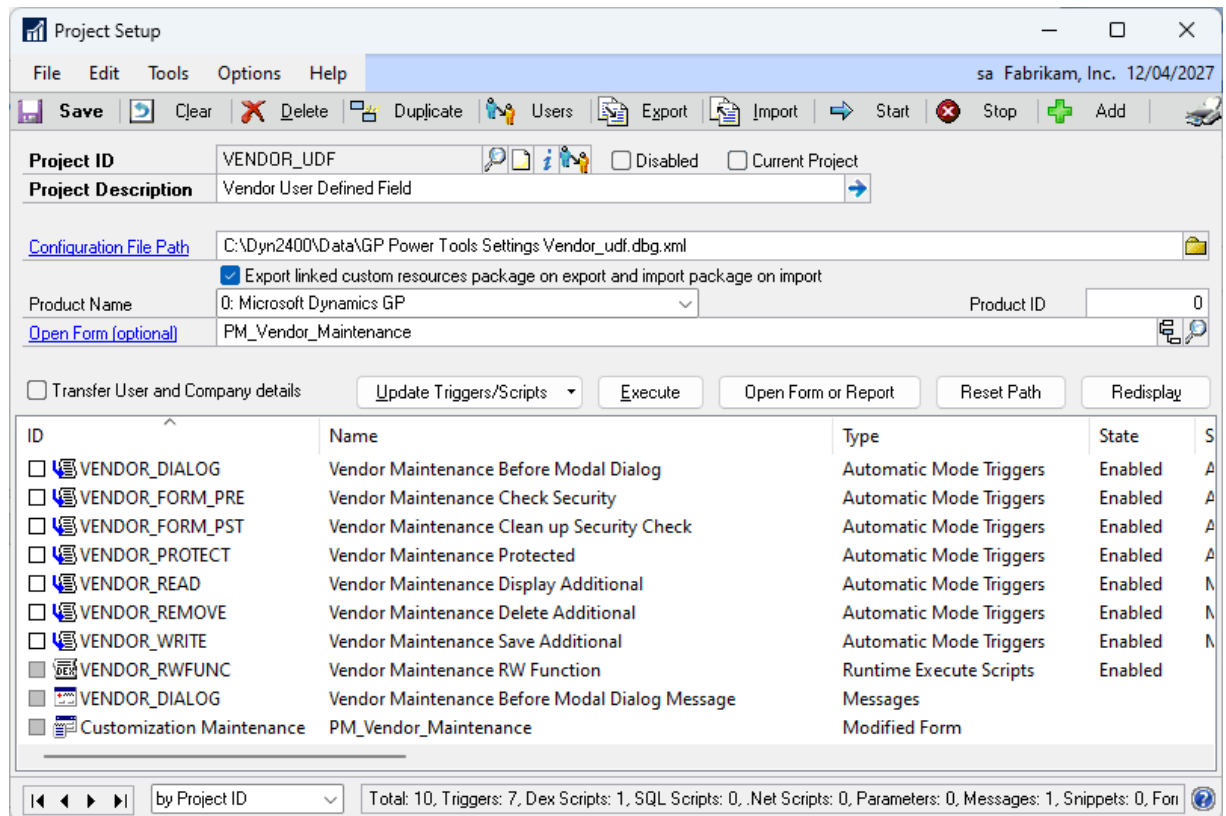 Project Setup
File Edit Tools Options Help sa Fabrikam, Inc. 12/04/2027
Save Clear Delete Duplicate Users Export Import Start Stop Add
Project ID VENDOR_UDF Disabled Current Project
Project Description Vendor User Defined Field
Configuration File Path C:\Dyn2400\Data\GP Power Tools Settings Vendor_udf.dbg.xml
Export linked custom resources package on export and import package on import
Product Name 0: Microsoft Dynamics GP Product ID 0
Open Form (optional) PM_Vendor_Maintenance
Transfer User and Company details Update Triggers/Scripts Execute Open Form or Report Reset Path Redisplay
ID Name Type State S
VENDOR_DIALOG Vendor Maintenance Before Modal Dialog Automatic Mode Triggers Enabled A
VENDOR_FORM_PRE Vendor Maintenance Check Security Automatic Mode Triggers Enabled A
VENDOR_FORM_PST Vendor Maintenance Clean up Security Check Automatic Mode Triggers Enabled A
VENDOR_PROTECT Vendor Maintenance Protected Automatic Mode Triggers Enabled A
VENDOR_READ Vendor Maintenance Display Additional Automatic Mode Triggers Enabled
VENDOR_REMOVE Vendor Maintenance Delete Additional Automatic Mode Triggers Enabled
VENDOR_WRITE Vendor Maintenance Save Additional Automatic Mode Triggers Enabled
VENDOR_RWFUNC Vendor Maintenance RW Function Runtime Execute Scripts Enabled
VENDOR_DIALOG Vendor Maintenance Before Modal Dialog Message Messages
Customization Maintenance PM_Vendor_Maintenance Modified Form
by Project ID Total: 10, Triggers: 7, Dex Scripts: 1, SQL Scripts: 0, .Net Scripts: 0, Parameters: 0, Messages: 1, Snippets: 0, For